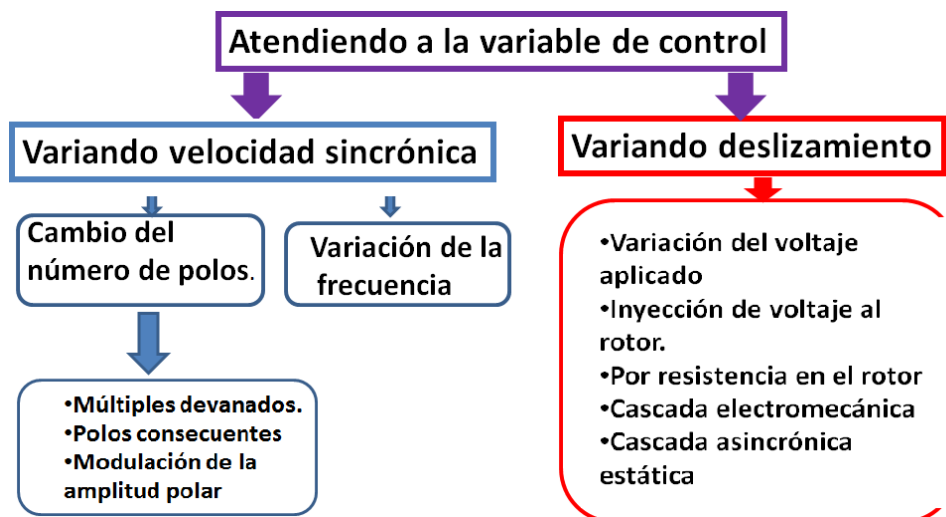 Atendiendo a la variable de control
Variando velocidad sincrónica
Variando deslizamiento
Cambio del
número de polos.
Variación de la
frecuencia
•Múltiples devanados.
•Polos consecuentes
•Modulación de la
amplitud polar
•Variación del voltaje
aplicado
•Inyección de voltaje al
rotor.
•Por resistencia en el rotor
•Cascada electromecánica
•Cascada asincrónica
estática